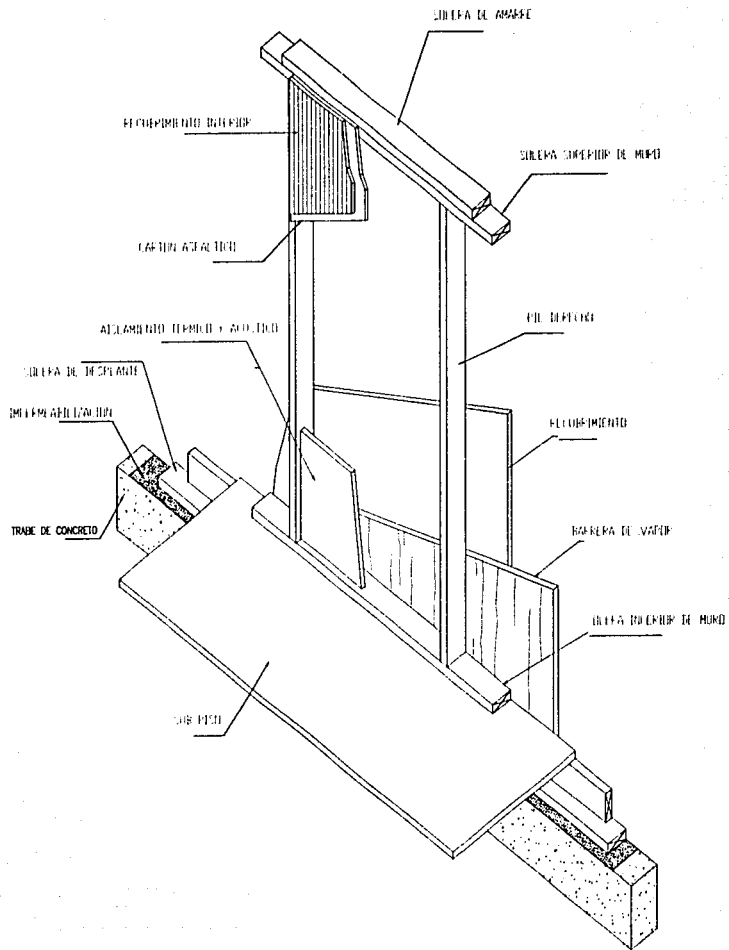 SOLERA DE AMARRE
RECUBRIMIENTO INTERIOR
SOLERA SUPERIOR DE MURO
CARTON ASFALTICO
PIE DERECHO
AISLAMIENTO TERMICO Y ACUSTICO
SOLERA DE DESPLANTE
IMPERMEABILIZACION
RECUBRIMIENTO
TRABE DE CONCRETO
BARRERA DE VAPOR
SOLERA INFERIOR DE MURO
SUB PISO